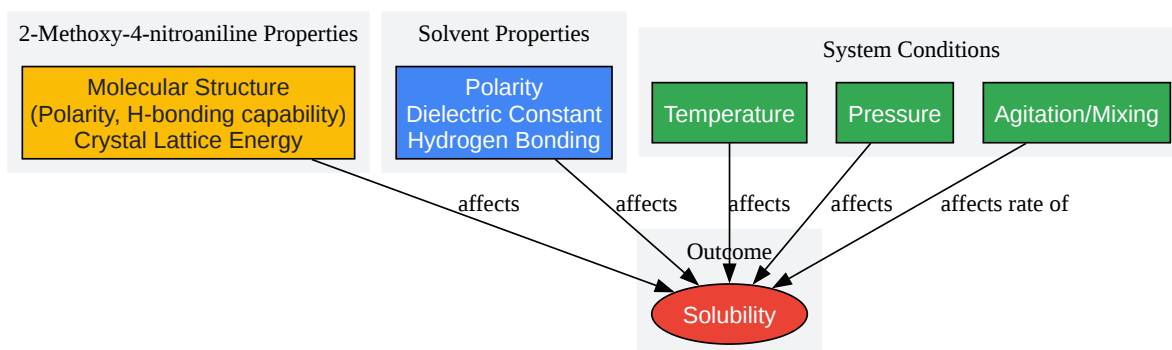 2-Methoxy-4-nitroaniline Properties
Molecular Structure
(Polarity, H-bonding capability)
Crystal Lattice Energy
Solvent Properties
Polarity
Dielectric Constant
Hydrogen Bonding
System Conditions
Temperature
Pressure
Agitation/Mixing
affects
affects
affects
affects
affects rate of
Outcome
Solubility